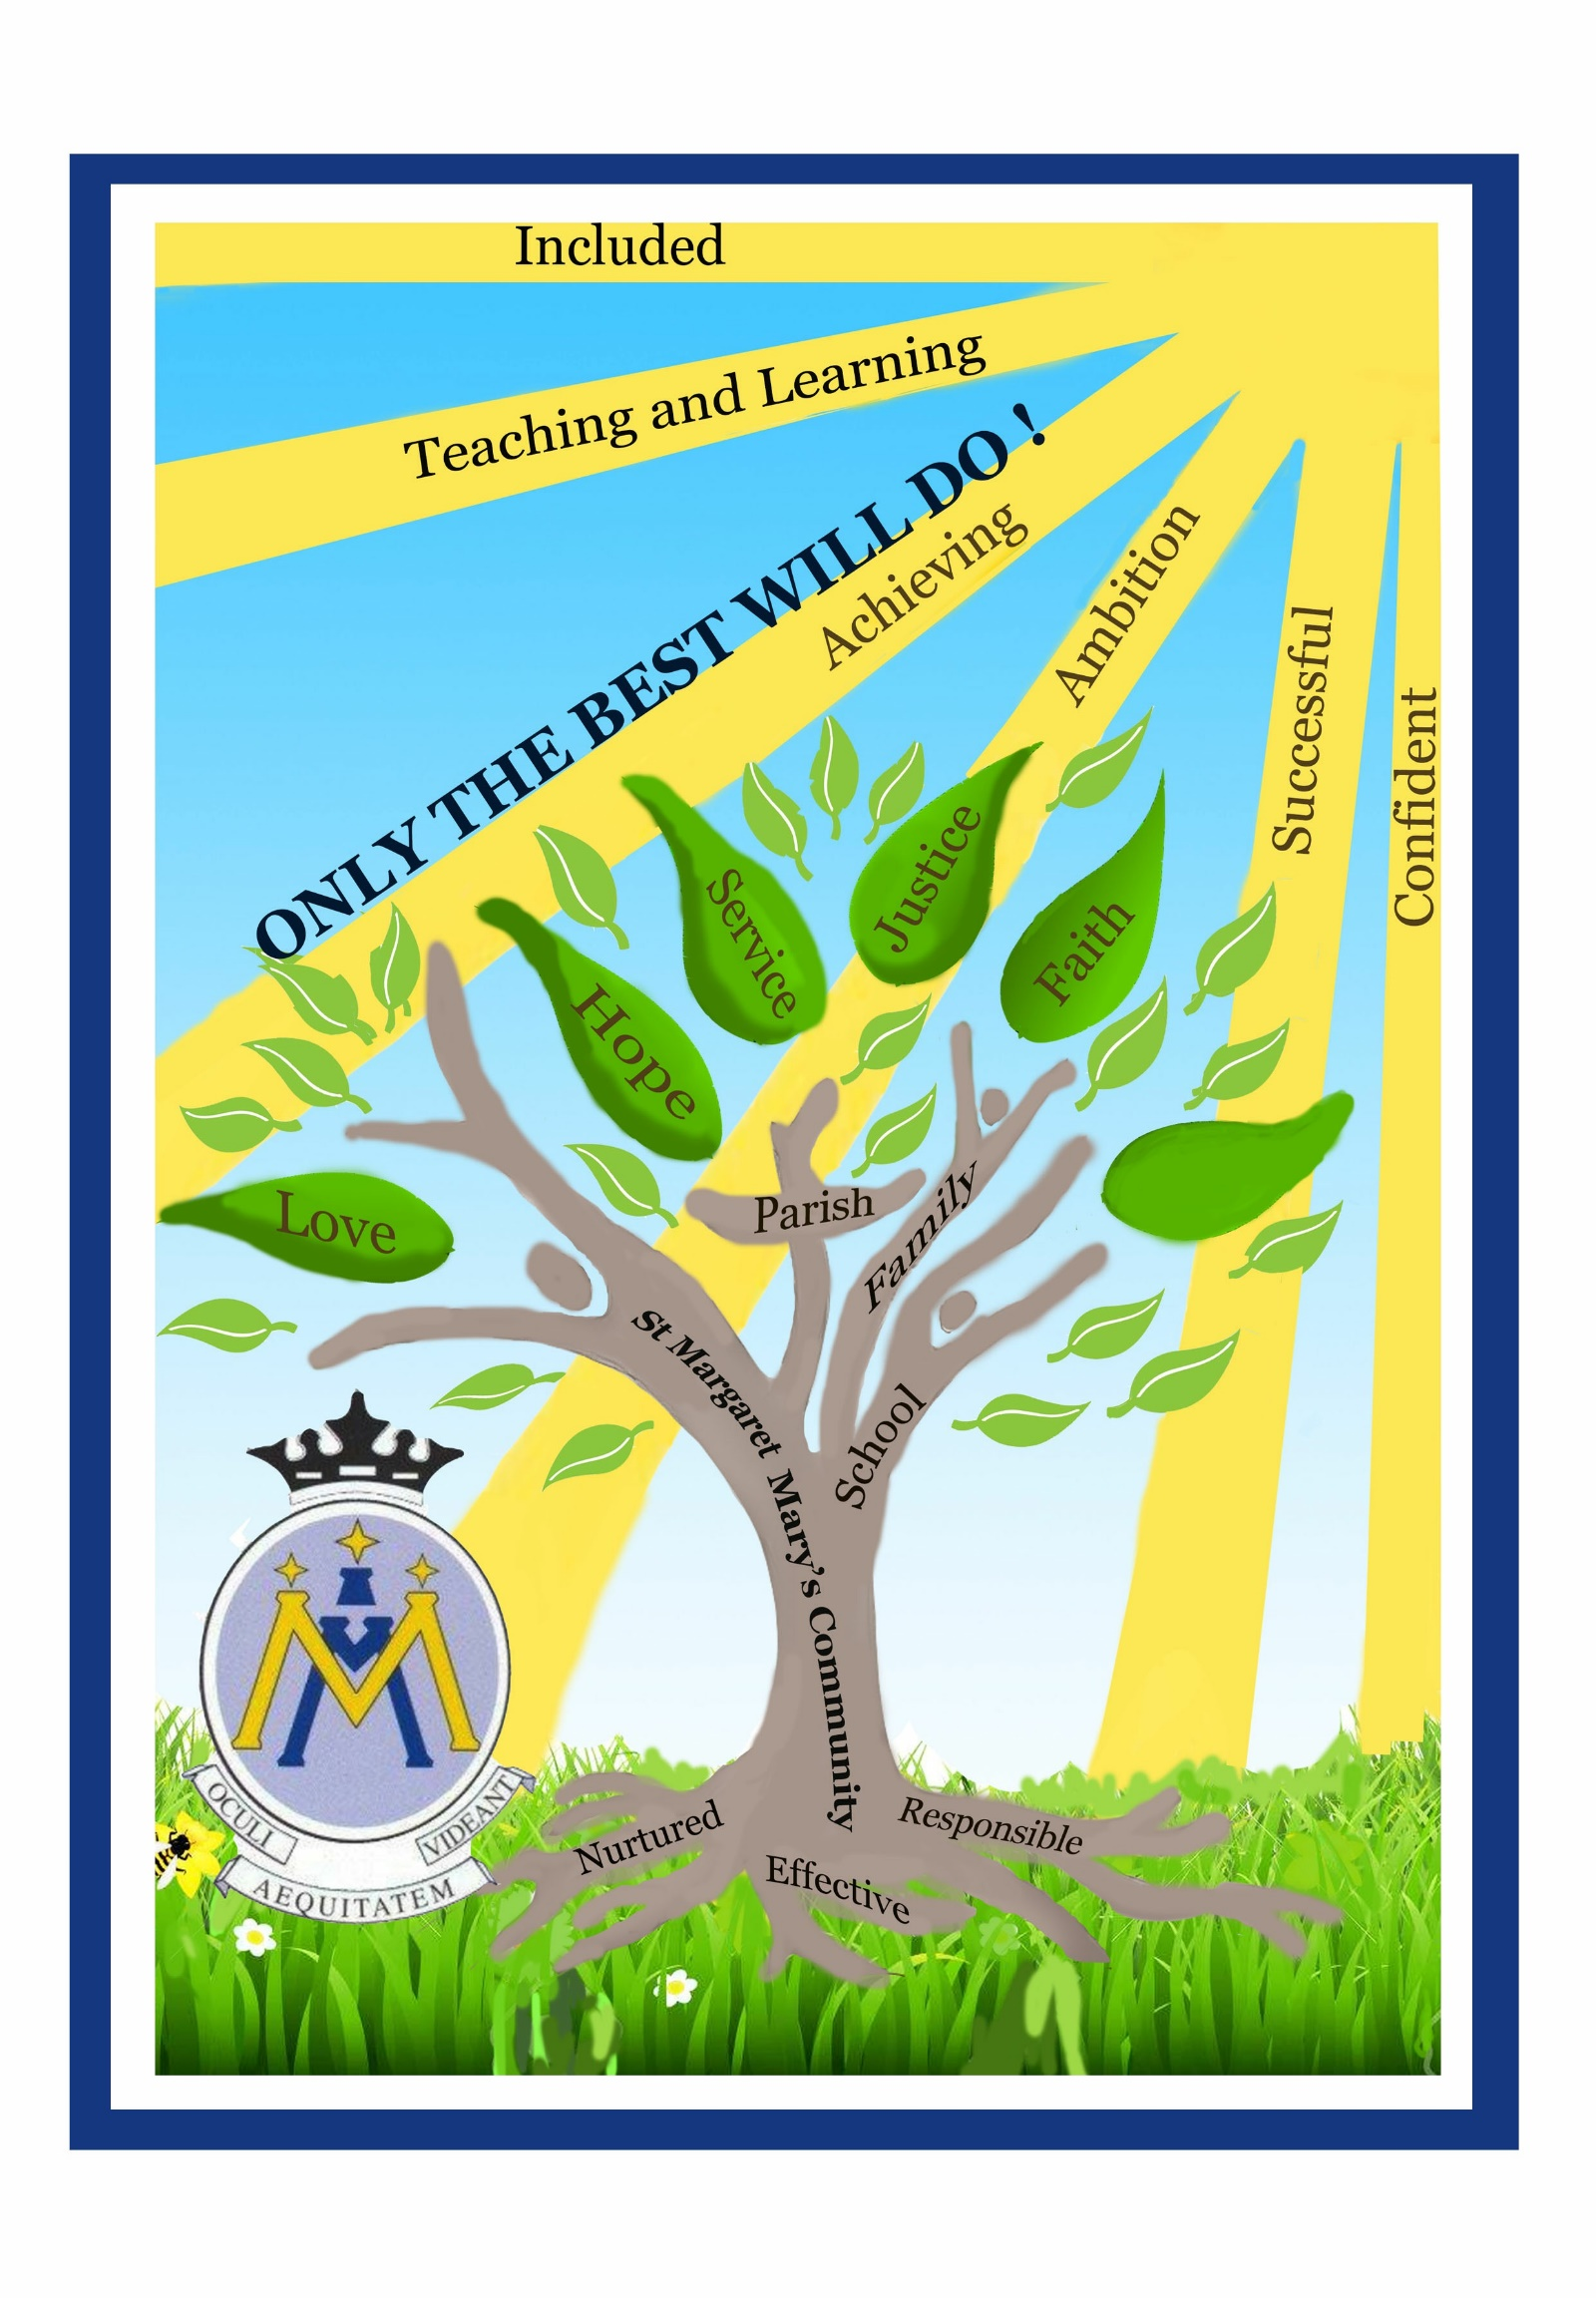 Included
Teaching and Learning
ONLY THE BEST WILL DO !
Achieving
Ambition
Successful
Confident
Justice
Service
Faith
Hope
Love
Parish
Family
School
St Margaret Mary's Community
Nurtured
Effective
Responsible
OCULI
VIDEANT
AEQUITATEM